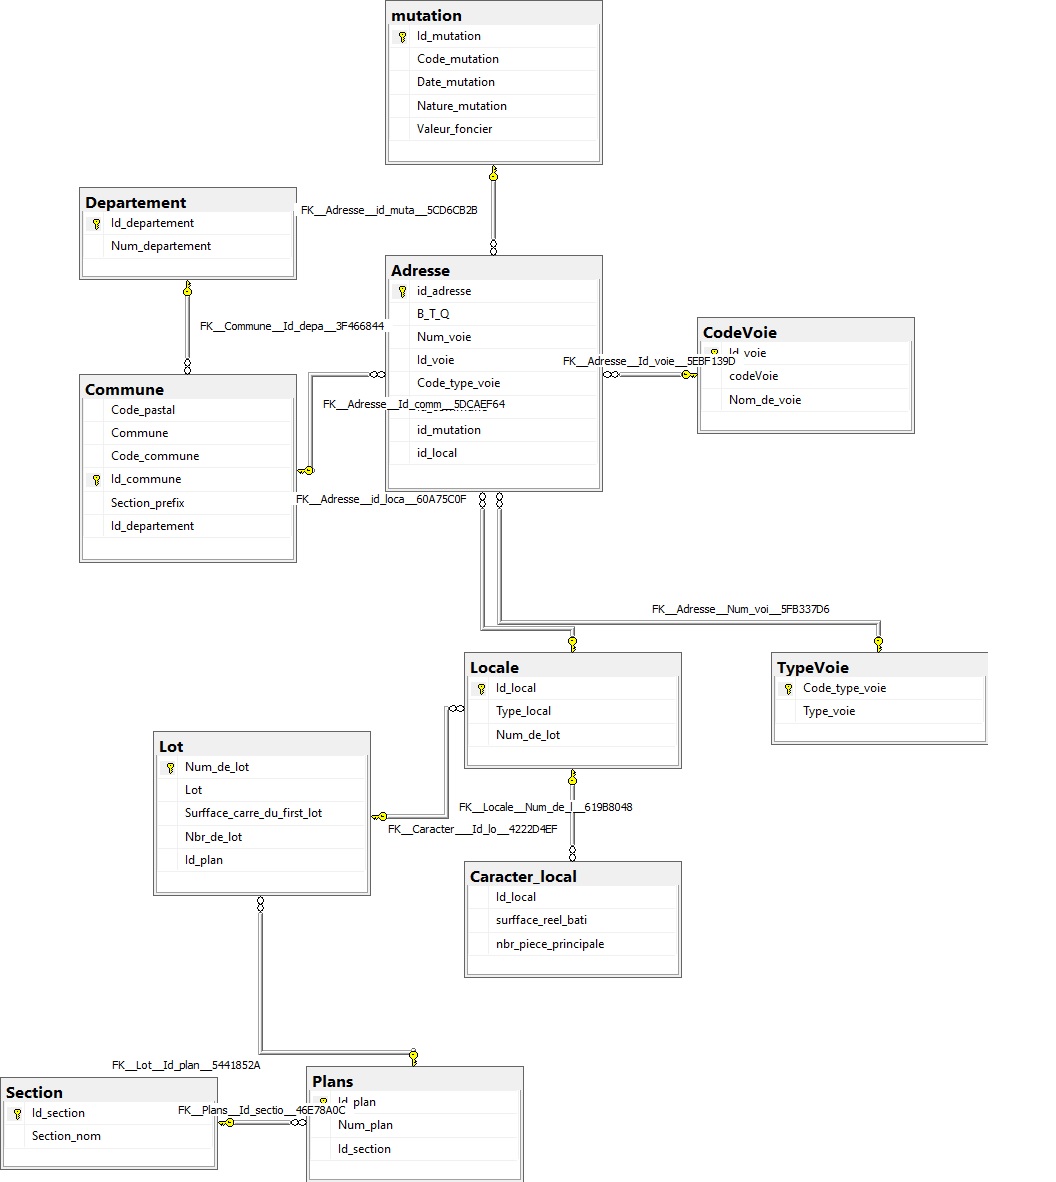 mutation
Id_mutation
Code_mutation
Date_mutation
Nature_mutation
Valeur_foncier
Departement
Id_departement
Num_departement
FK__Adresse__id_muta__5CD6CB2B
Adresse
id_adresse
B_T_Q
Num_voie
Id_voie
Code_type_voie
id_mutation
id_local
FK__Commune__Id_depa__3F466844
CodeVoie
Id_voie
codeVoie
Nom_de_voie
FK__Adresse__Id_voie__5EBF139D
Commune
Code_pastal
Commune
Code_commune
Id_commune
Section_prefix
Id_departement
FK__Adresse__Id_comm__5DCAEF64
FK__Adresse__id_loca__60A75C0F
FK__Adresse__Num_voi__5FB337D6
Locale
Id_local
Type_local
Num_de_lot
TypeVoie
Code_type_voie
Type_voie
Lot
Num_de_lot
Lot
Surfface_carre_du_first_lot
Nbr_de_lot
Id_plan
FK__Locale__Num_de_l__619B8048
FK__Caracter___Id_lo__4222D4EF
Caracter_local
Id_local
surfface_reel_bati
nbr_piece_principale
FK__Lot__Id_plan__5441852A
Section
Id_section
Section_nom
FK__Plans__Id_sectio__46E78A0C
Plans
Id_plan
Num_plan
Id_section